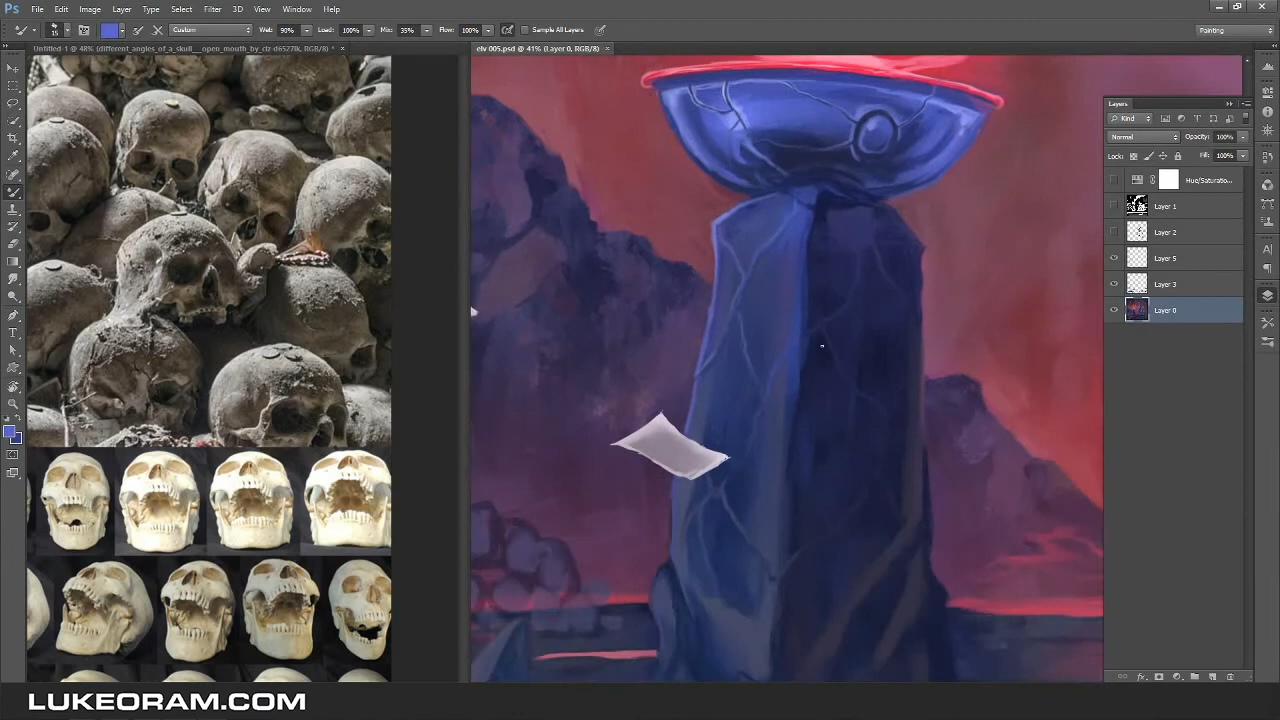 Ps File Edit Image Layer Type Select Filter 3D View Window Help
15 Custom Wet: 90% Load: 100% Mix: 35% Flow: 100% Sample All Layers Painting
Untitled-1 @ 48% (different_angles_of_a_skull__open_mouth_by_clz-d6527lk, RGB/8) * × elv 005.psd @ 41% (Layer 0, RGB/8) ×
Layers
Kind
Normal Opacity: 100%
Lock: Fill: 100%
Hue/Saturatio...
Layer 1
Layer 2
Layer 5
Layer 3
Layer 0
LUKEORAM.COM